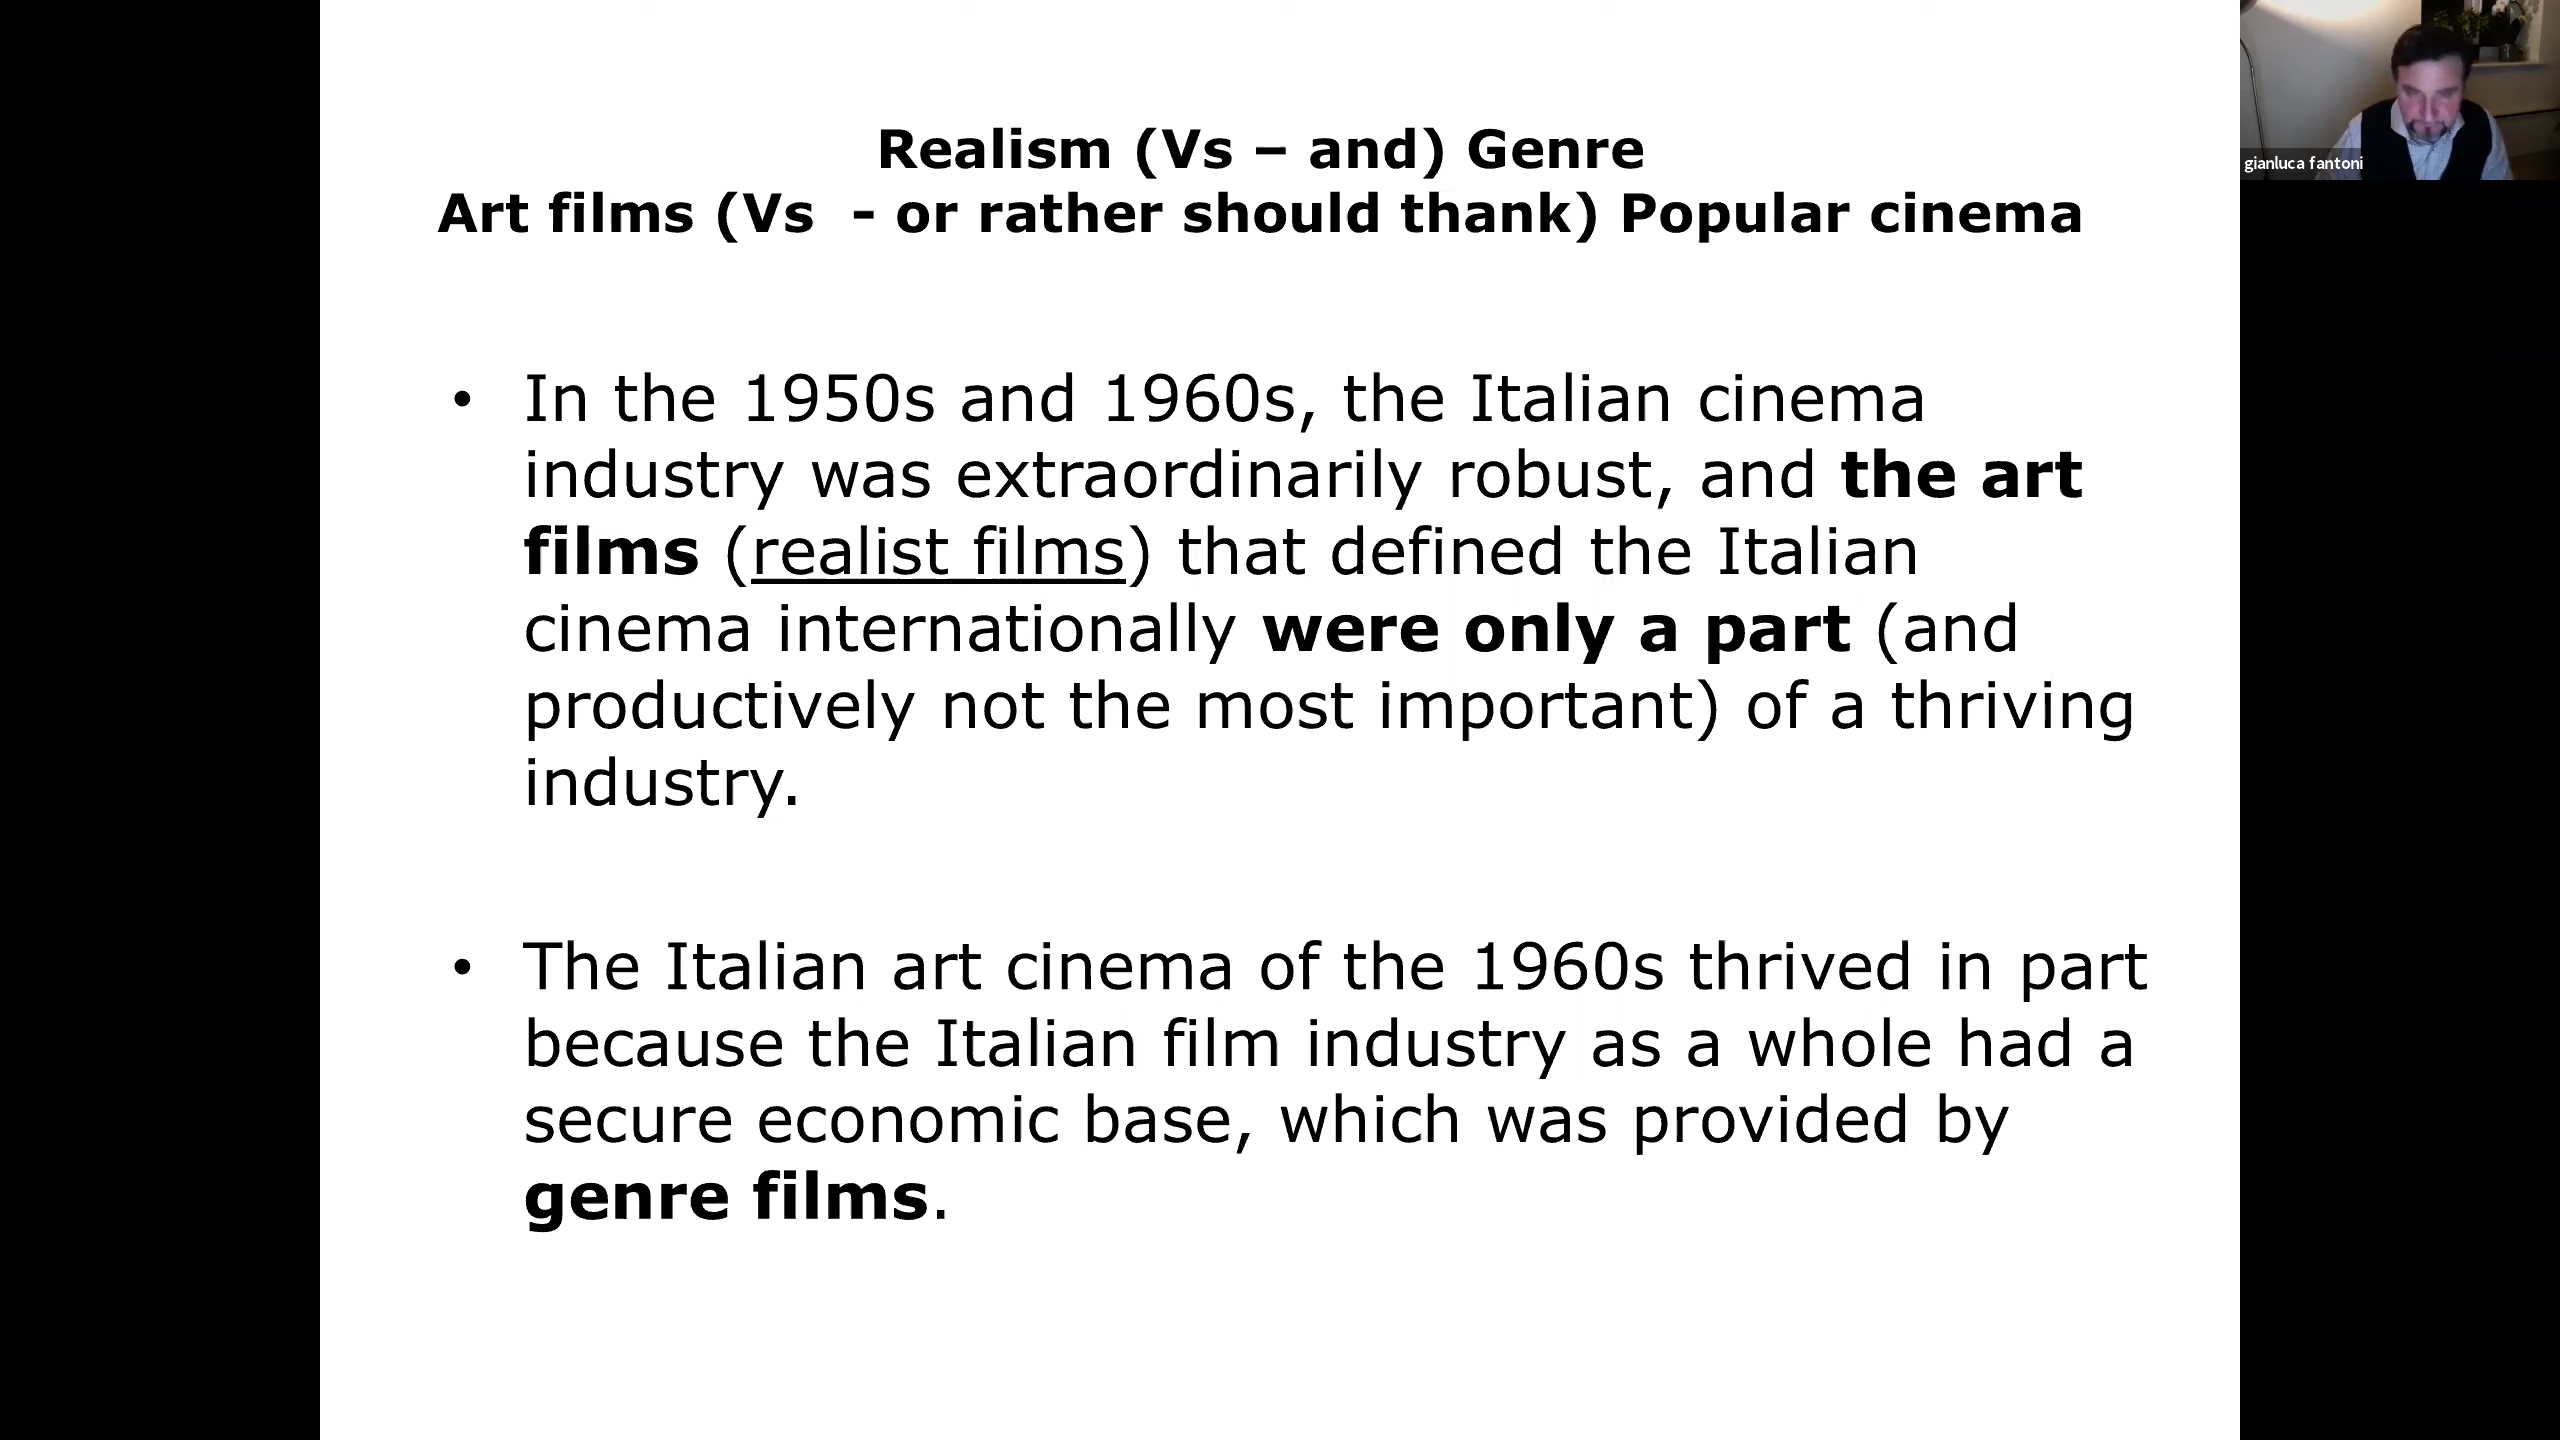 Realism (Vs – and) Genre
Art films (Vs  - or rather should thank) Popular cinema
gianluca fantoni
• In the 1950s and 1960s, the Italian cinema
industry was extraordinarily robust, and the art
films (realist films) that defined the Italian
cinema internationally were only a part (and
productively not the most important) of a thriving
industry.
• The Italian art cinema of the 1960s thrived in part
because the Italian film industry as a whole had a
secure economic base, which was provided by
genre films.